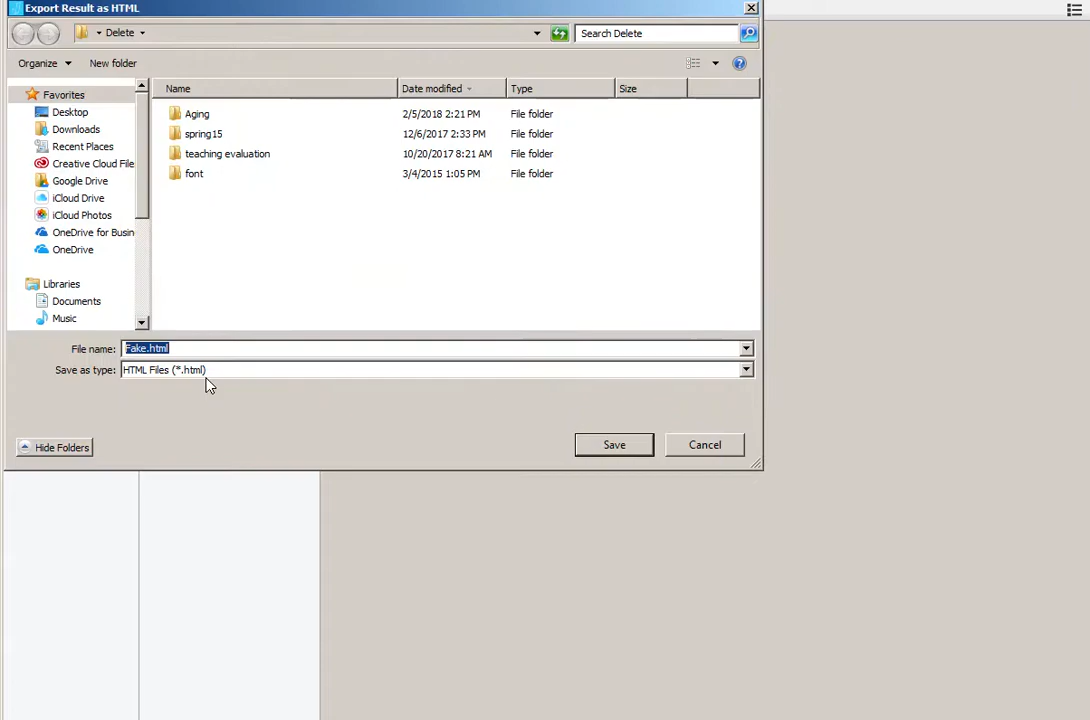 Export Result as HTML
Delete
Search Delete
Organize
New folder
Name
Date modified
Type
Size
Favorites
Desktop
Downloads
Recent Places
Creative Cloud File
Google Drive
iCloud Drive
iCloud Photos
OneDrive for Busin
OneDrive
Libraries
Documents
Music
Aging 2/5/2018 2:21 PM File folder
spring15 12/6/2017 2:33 PM File folder
teaching evaluation 10/20/2017 8:21 AM File folder
font 3/4/2015 1:05 PM File folder
File name: Fake.html
Save as type: HTML Files (*.html)
Hide Folders
Save
Cancel